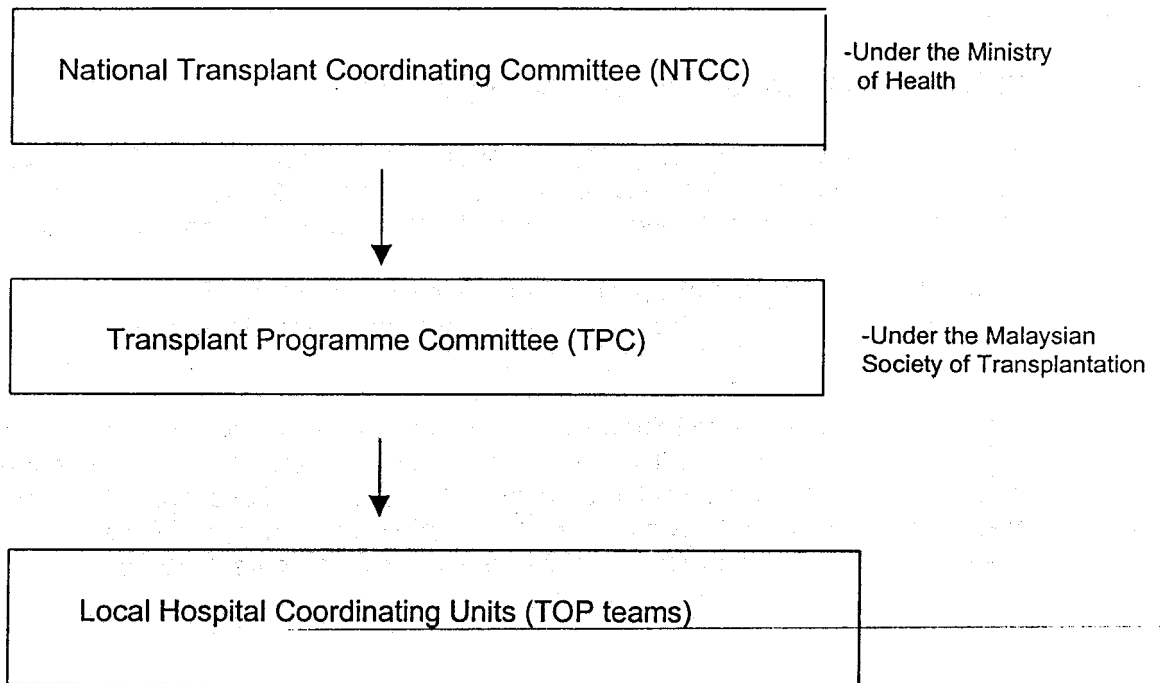 National Transplant Coordinating Committee (NTCC)
-Under the Ministry
of Health
Transplant Programme Committee (TPC)
-Under the Malaysian
Society of Transplantation
Local Hospital Coordinating Units (TOP teams)